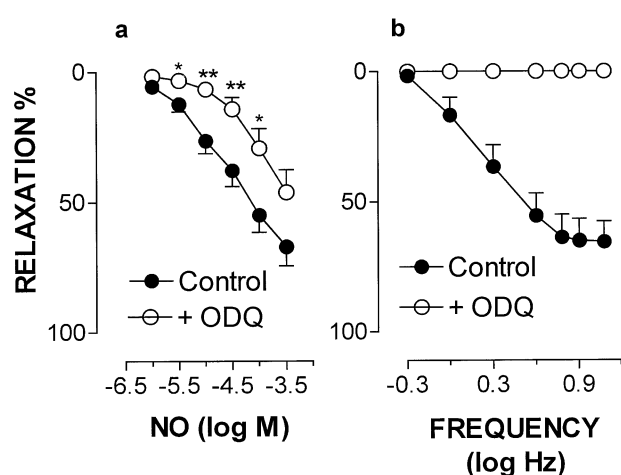 a
b
0
50
100
RELAXATION %
* ** ** *
Control
+ ODQ
-6.5 -5.5 -4.5 -3.5
NO (log M)
0
50
100
Control
+ ODQ
-0.3 0.3 0.9
FREQUENCY
(log Hz)